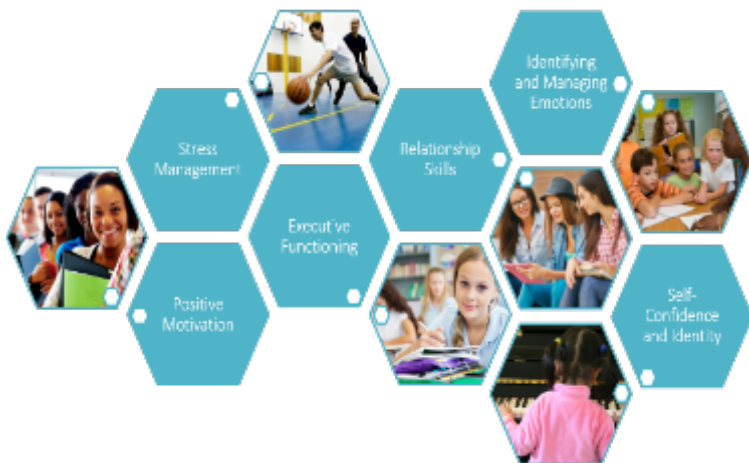 Identifying
and Managing
Emotions
Stress
Management
Relationship
Skills
Executive
Functioning
Positive
Motivation
Self-
Confidence
and Identity